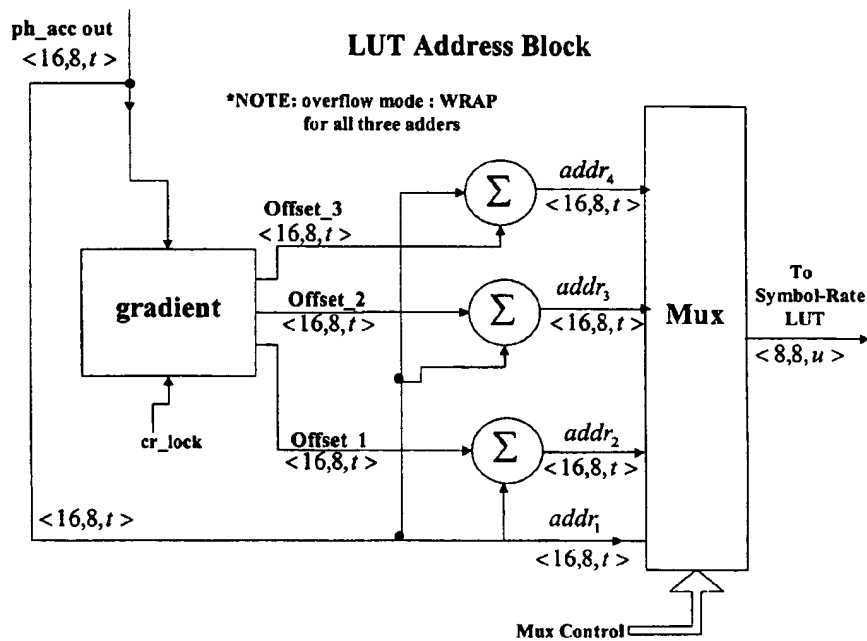 ph_acc out
<16,8,t>
LUT Address Block
*NOTE: overflow mode : WRAP
for all three adders
Σ
addr4
<16,8,t>
Offset_3
<16,8,t>
gradient
Offset_2
<16,8,t>
Σ
addr3
<16,8,t>
Mux
To
Symbol-Rate
LUT
<8,8,u>
cr_lock
Offset_1
<16,8,t>
Σ
addr2
<16,8,t>
<16,8,t>
addr1
<16,8,t>
Mux Control